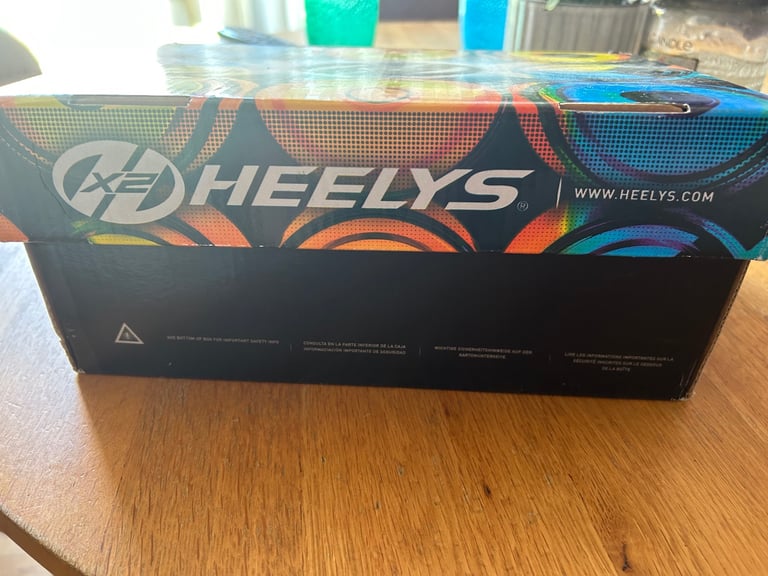 X2
HEELYS
®
WWW.HEELYS.COM
SEE BOTTOM OF BOX FOR IMPORTANT SAFETY INFO
CONSULTA EN LA PARTE INFERIOR DE LA CAJA
INFORMACIÓN IMPORTANTE DE SEGURIDAD
WICHTIGE SICHERHEITSHINWEISE AUF DER
KARTONUNTERSEITE
LIRE LES INFORMATIONS IMPORTANTES SUR LA
SÉCURITÉ INSCRITES SUR LE DESSOUS
DE LA BOÎTE